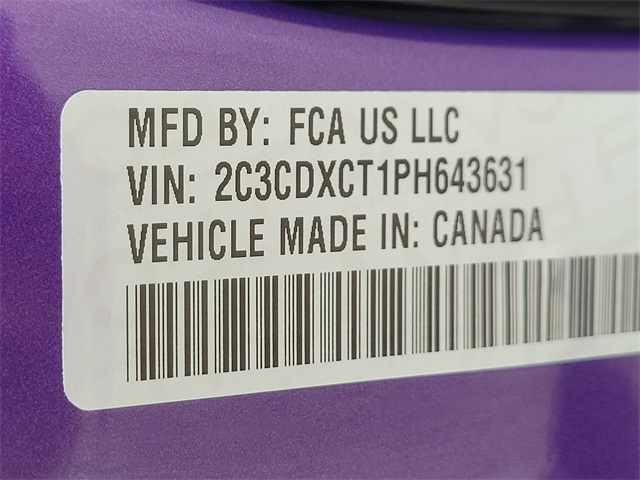 MFD BY: FCA US LLC
VIN: 2C3CDXCT1PH643631
VEHICLE MADE IN: CANADA